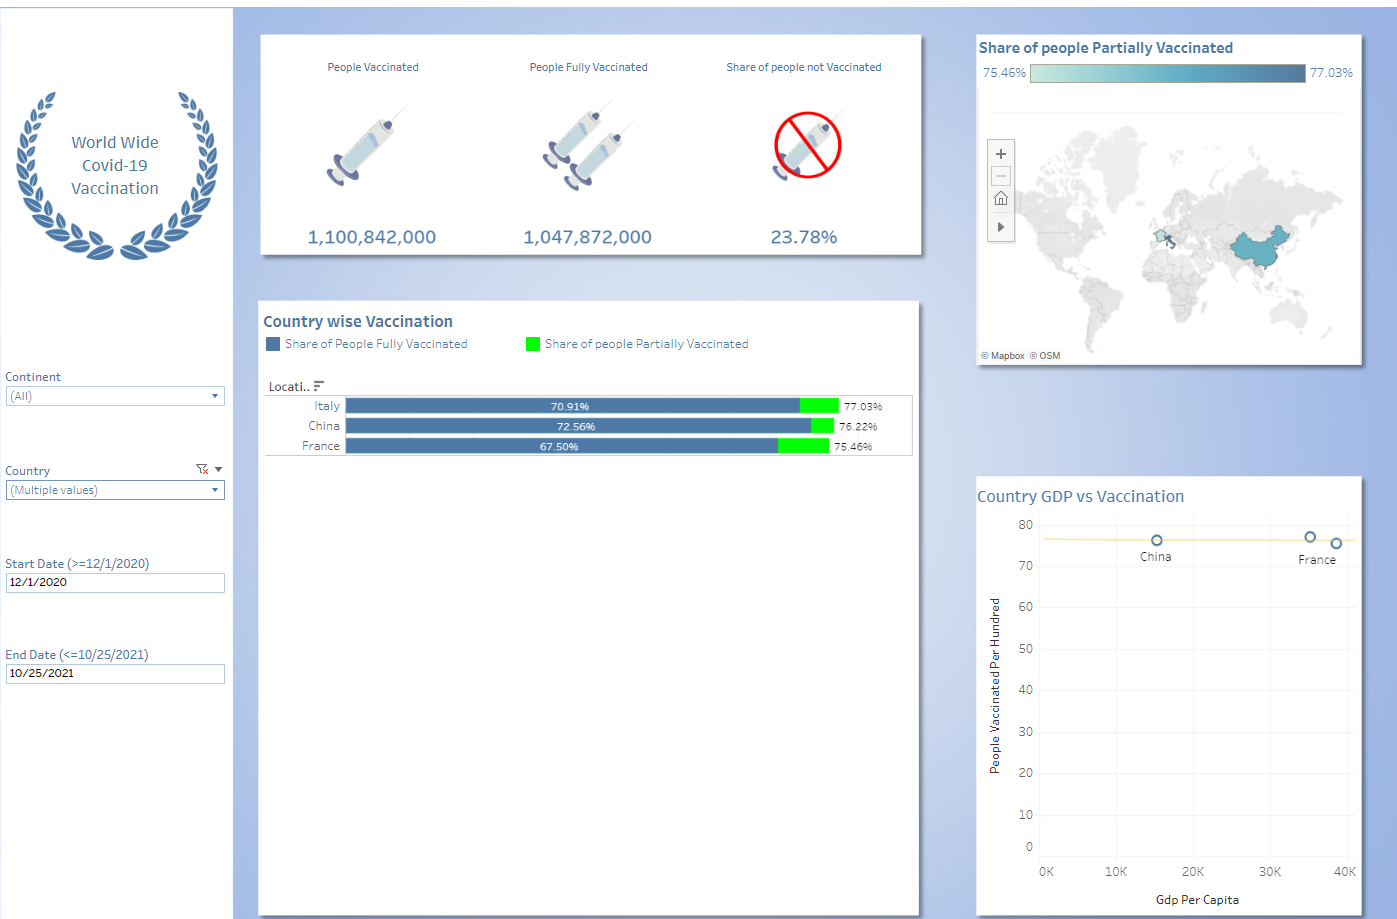 World Wide
Covid-19
Vaccination
Continent
(All)
Country
(Multiple values)
Start Date (>=12/1/2020)
12/1/2020
End Date (<=10/25/2021)
10/25/2021
People Vaccinated
People Fully Vaccinated
Share of people not Vaccinated
1,100,842,000
1,047,872,000
23.78%
Country wise Vaccination
Share of People Fully Vaccinated
Share of people Partially Vaccinated
Locati..
Italy 70.91% 77.03%
China 72.56% 76.22%
France 67.50% 75.46%
Share of people Partially Vaccinated
75.46% 77.03%
© Mapbox © OSM
Country GDP vs Vaccination
People Vaccinated Per Hundred
80
70
60
50
40
30
20
10
0
China
France
0K 10K 20K 30K 40K
Gdp Per Capita